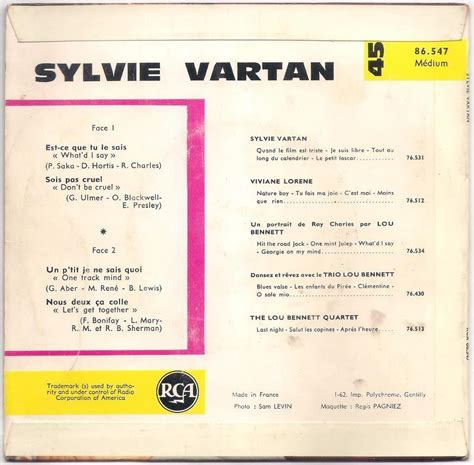 SYLVIE VARTAN
45
86.547
Médium
Face 1
Est-ce que tu le sais
« What'd I say »
(P. Saka - D. Hortis - R. Charles)
Sois pas cruel
« Don't be cruel »
(G. Ulmer - O. Blackwell-
E. Presley)
*
Face 2
Un p'tit je ne sais quoi
« One track mind »
(G. Aber - M. René - B. Lewis)
Nous deux ça colle
« Let's get together »
(F. Bonifay - L. Mary-
R. M. et R. B. Sherman)
SYLVIE VARTAN
Quand le film est triste - Je suis libre - Tout au
long du calendrier - Le petit lascar 76.531
VIVIANE LORENE
Nature boy - Tu fais ma joie - C'est moi - Moins
que rien 76.512
Un portrait de Ray Charles par LOU
BENNETT
Hit the road Jack - One mint Julep - What'd I say
- Georgia on my mind 76.534
Dansez et rêvez avec le TRIO LOU BENNETT
Blues valse - Les enfants du Pirée - Clémentine -
O sole mio 76.430
THE LOU BENNETT QUARTET
Last night - Salut les copains - Après l'heure 76.513
Trademark (s) used by autho-
rity and under control of Radio
Corporation of America
RCA
Made in France
Photo : Sam LEVIN
1-62. Imp. Polychrome, Gentilly
Maquette : Regis PAGNIEZ